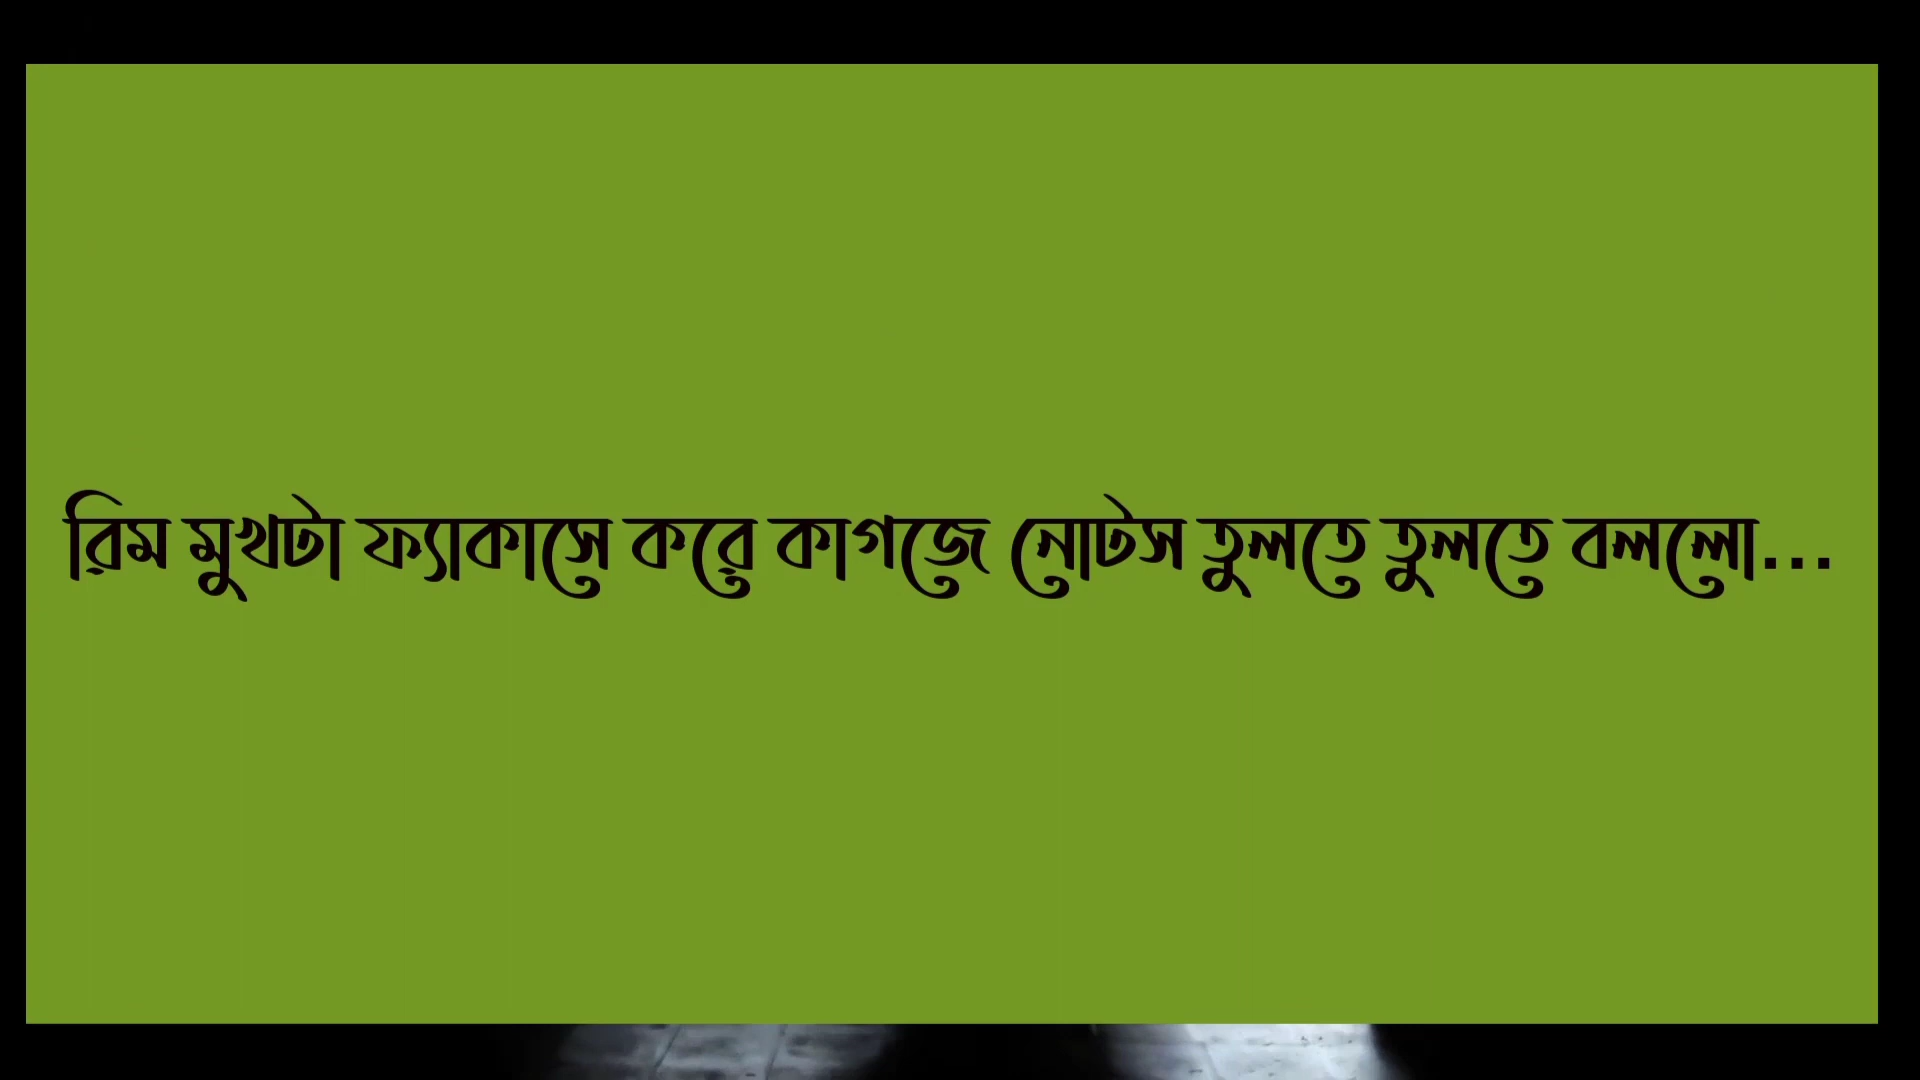 রিম মুখটা ফ্যাকাসে করে কাগজে নোটস তুলতে তুলতে বললো...